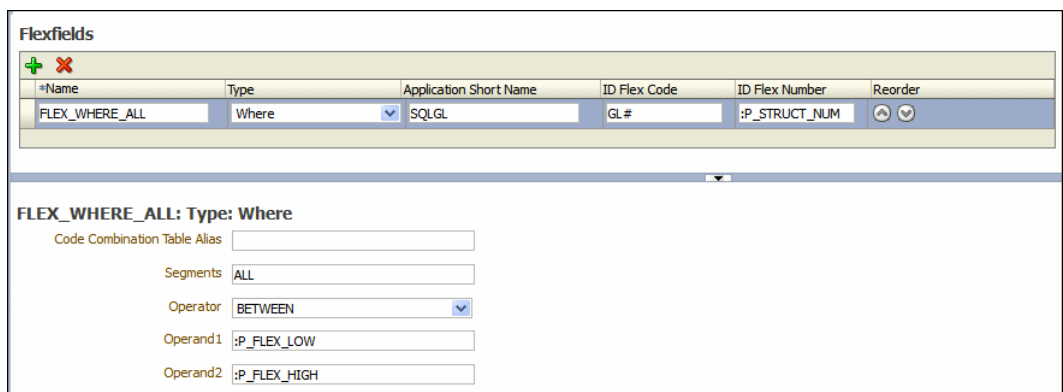 Flexfields
*Name Type Application Short Name ID Flex Code ID Flex Number Reorder
FLEX_WHERE_ALL Where SQLGL GL# :P_STRUCT_NUM
FLEX_WHERE_ALL: Type: Where
Code Combination Table Alias
Segments ALL
Operator BETWEEN
Operand1 :P_FLEX_LOW
Operand2 :P_FLEX_HIGH